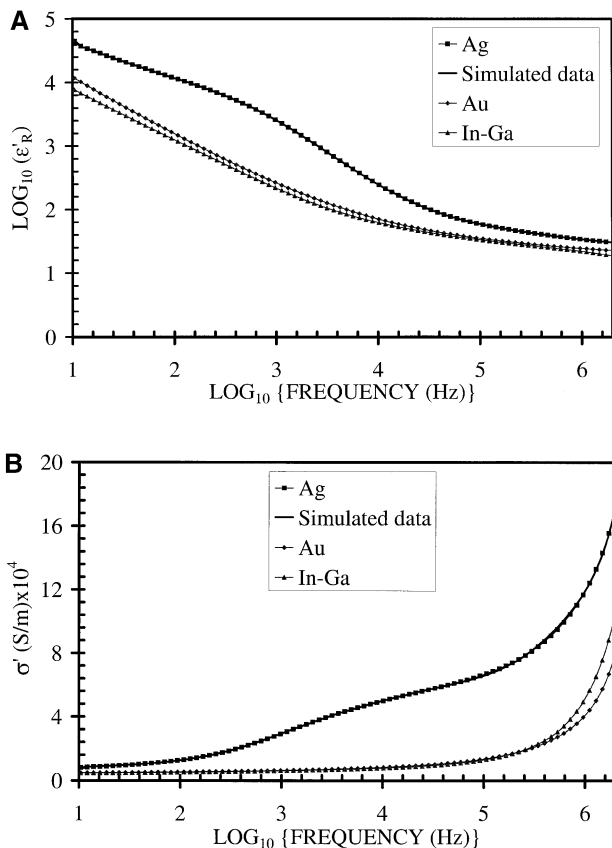 A
5
4
3
2
1
0
LOG10 (ε'R)
Ag
Simulated data
Au
In-Ga
1 2 3 4 5 6
LOG10 {FREQUENCY (Hz)}
B
20
16
12
8
4
0
σ' (S/m)x10^4
Ag
Simulated data
Au
In-Ga
1 2 3 4 5 6
LOG10 {FREQUENCY (Hz)}